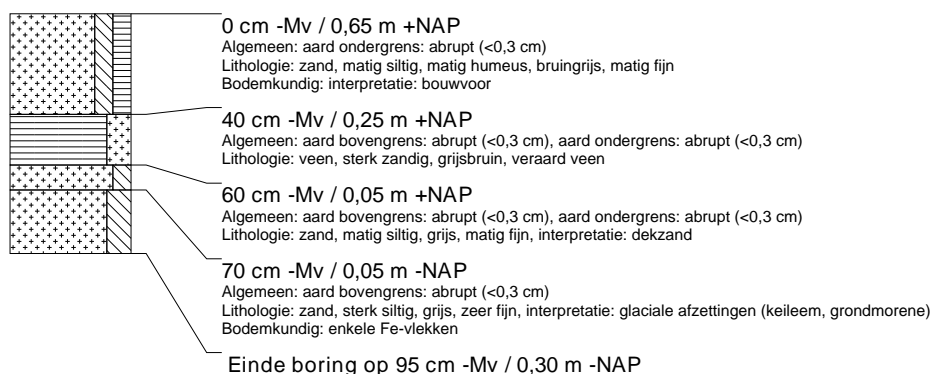 0 cm -Mv / 0,65 m +NAP
Algemeen: aard ondergrens: abrupt (<0,3 cm)
Lithologie: zand, matig siltig, matig humeus, bruingrijs, matig fijn
Bodemkundig: interpretatie: bouwvoor
40 cm -Mv / 0,25 m +NAP
Algemeen: aard bovengrens: abrupt (<0,3 cm), aard ondergrens: abrupt (<0,3 cm)
Lithologie: veen, sterk zandig, grijsbruin, veraard veen
60 cm -Mv / 0,05 m +NAP
Algemeen: aard bovengrens: abrupt (<0,3 cm), aard ondergrens: abrupt (<0,3 cm)
Lithologie: zand, matig siltig, grijs, matig fijn, interpretatie: dekzand
70 cm -Mv / 0,05 m -NAP
Algemeen: aard bovengrens: abrupt (<0,3 cm)
Lithologie: zand, sterk siltig, grijs, zeer fijn, interpretatie: glaciale afzettingen (keileem, grondmorene)
Bodemkundig: enkele Fe-vlekken
Einde boring op 95 cm -Mv / 0,30 m -NAP